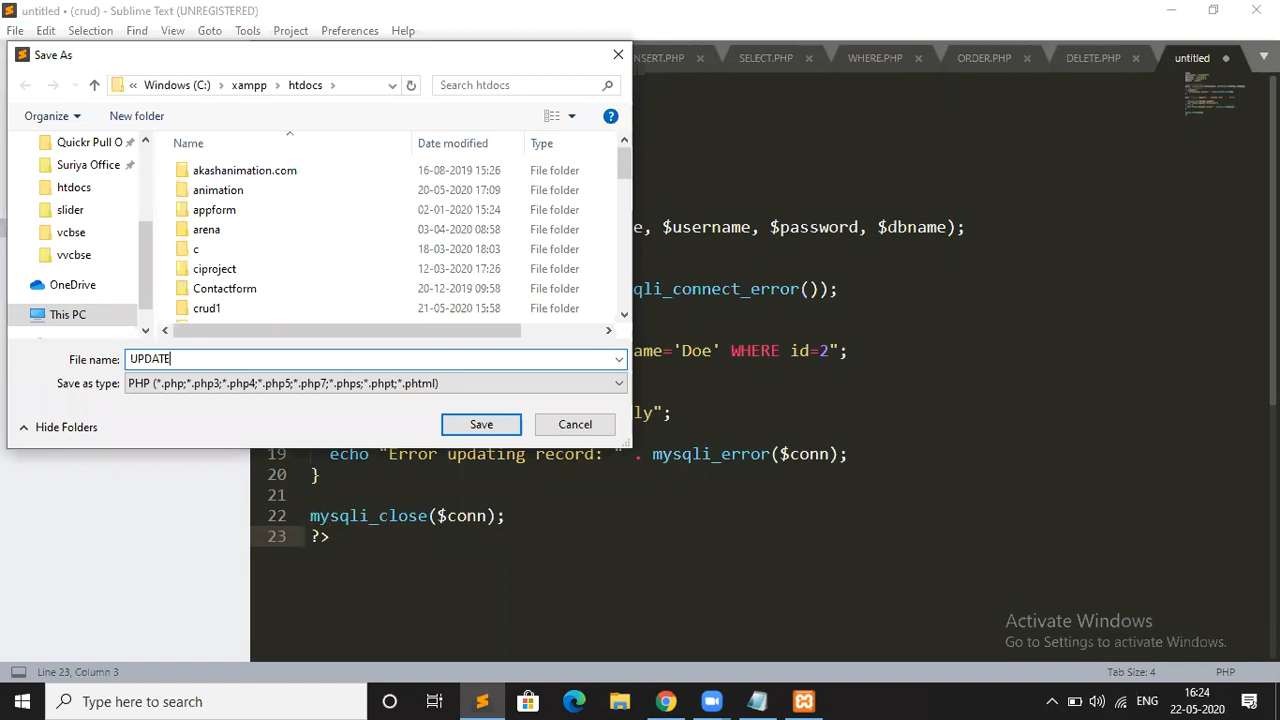 untitled • (crud) - Sublime Text (UNREGISTERED)
File Edit Selection Find View Goto Tools Project Preferences Help
Save As
NSERT.PHP SELECT.PHP WHERE.PHP ORDER.PHP DELETE.PHP untitled
« Windows (C:) > xampp > htdocs > Search htdocs
Organize New folder
Name Date modified Type
Quickr Pull O
Suriya Office
htdocs
slider
vcbse
vvcbse
OneDrive
This PC
akashanimation.com 16-08-2019 15:26 File folder
animation 20-05-2020 17:09 File folder
appform 02-01-2020 15:24 File folder
arena 03-04-2020 08:58 File folder
c 18-03-2020 18:03 File folder
ciproject 12-03-2020 17:26 File folder
Contactform 20-12-2019 09:58 File folder
crud1 21-05-2020 15:58 File folder
File name: UPDATE
Save as type: PHP (*.php;*.php3;*.php4;*.php5;*.php7;*.phps;*.phpt;*.phtml)
Hide Folders Save Cancel
e, $username, $password, $dbname);
qli_connect_error());
ame='Doe' WHERE id=2";
ly";
19 echo "Error updating record: " . mysqli_error($conn);
20 }
21
22 mysqli_close($conn);
23 ?>
Activate Windows
Go to Settings to activate Windows.
Line 23, Column 3 Tab Size: 4 PHP
Type here to search ENG 16:24
22-05-2020